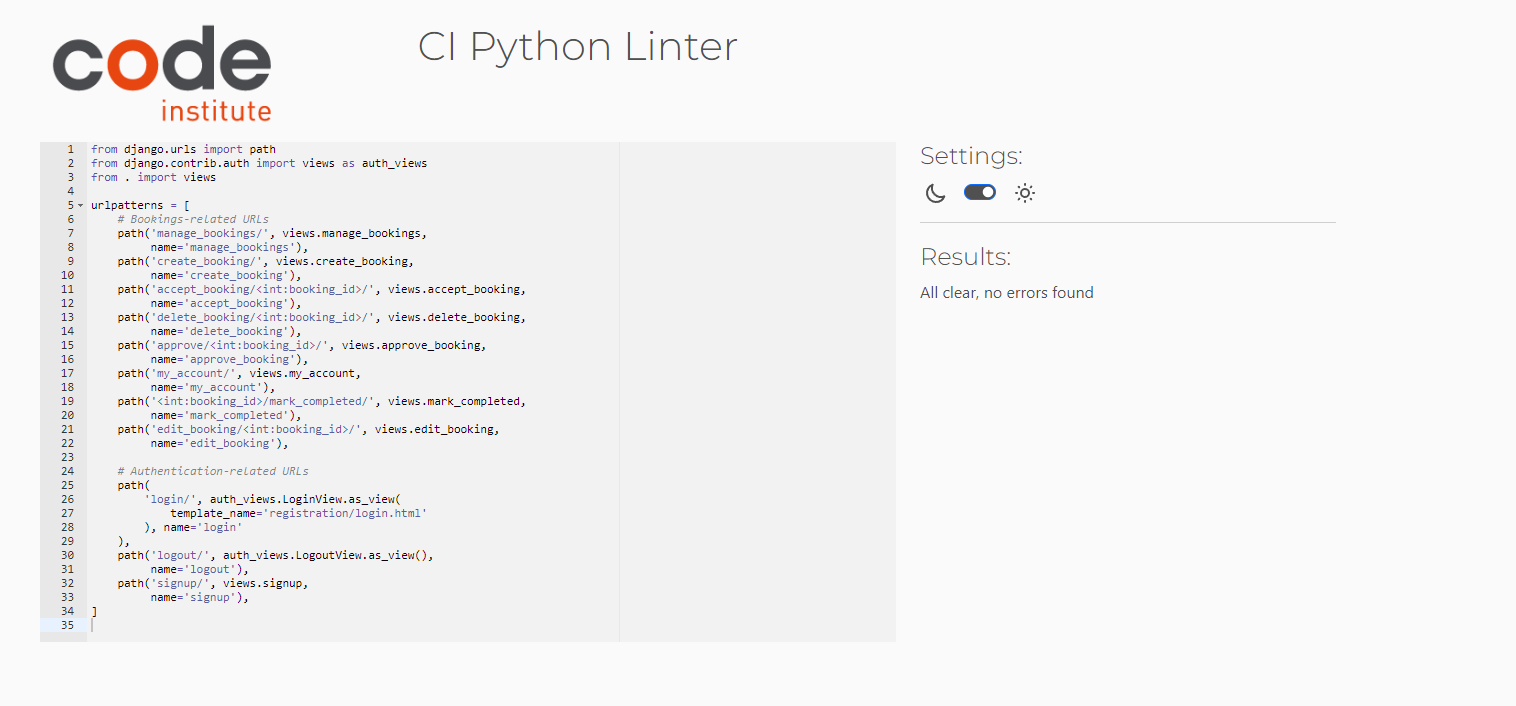 code
institute
CI Python Linter
1 from django.urls import path
2 from django.contrib.auth import views as auth_views
3 from . import views
4
5 urlpatterns = [
6     # Bookings-related URLs
7     path('manage_bookings/', views.manage_bookings,
8          name='manage_bookings'),
9     path('create_booking/', views.create_booking,
10          name='create_booking'),
11     path('accept_booking/<int:booking_id>/', views.accept_booking,
12          name='accept_booking'),
13     path('delete_booking/<int:booking_id>/', views.delete_booking,
14          name='delete_booking'),
15     path('approve/<int:booking_id>/', views.approve_booking,
16          name='approve_booking'),
17     path('my_account/', views.my_account,
18          name='my_account'),
19     path('<int:booking_id>/mark_completed/', views.mark_completed,
20          name='mark_completed'),
21     path('edit_booking/<int:booking_id>/', views.edit_booking,
22          name='edit_booking'),
23
24     # Authentication-related URLs
25     path(
26         'login/', auth_views.LoginView.as_view(
27             template_name='registration/login.html'
28         ), name='login'
29     ),
30     path('logout/', auth_views.LogoutView.as_view(),
31          name='logout'),
32     path('signup/', views.signup,
33          name='signup'),
34 ]
35
Settings:
Results:
All clear, no errors found